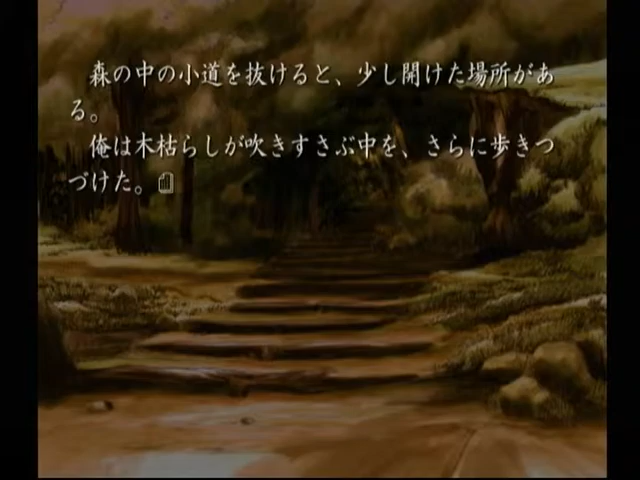 森の中の小道を抜けると、少し開けた場所があ
る。
　俺は木枯らしが吹きすさぶ中を、さらに歩きつ
づけた。